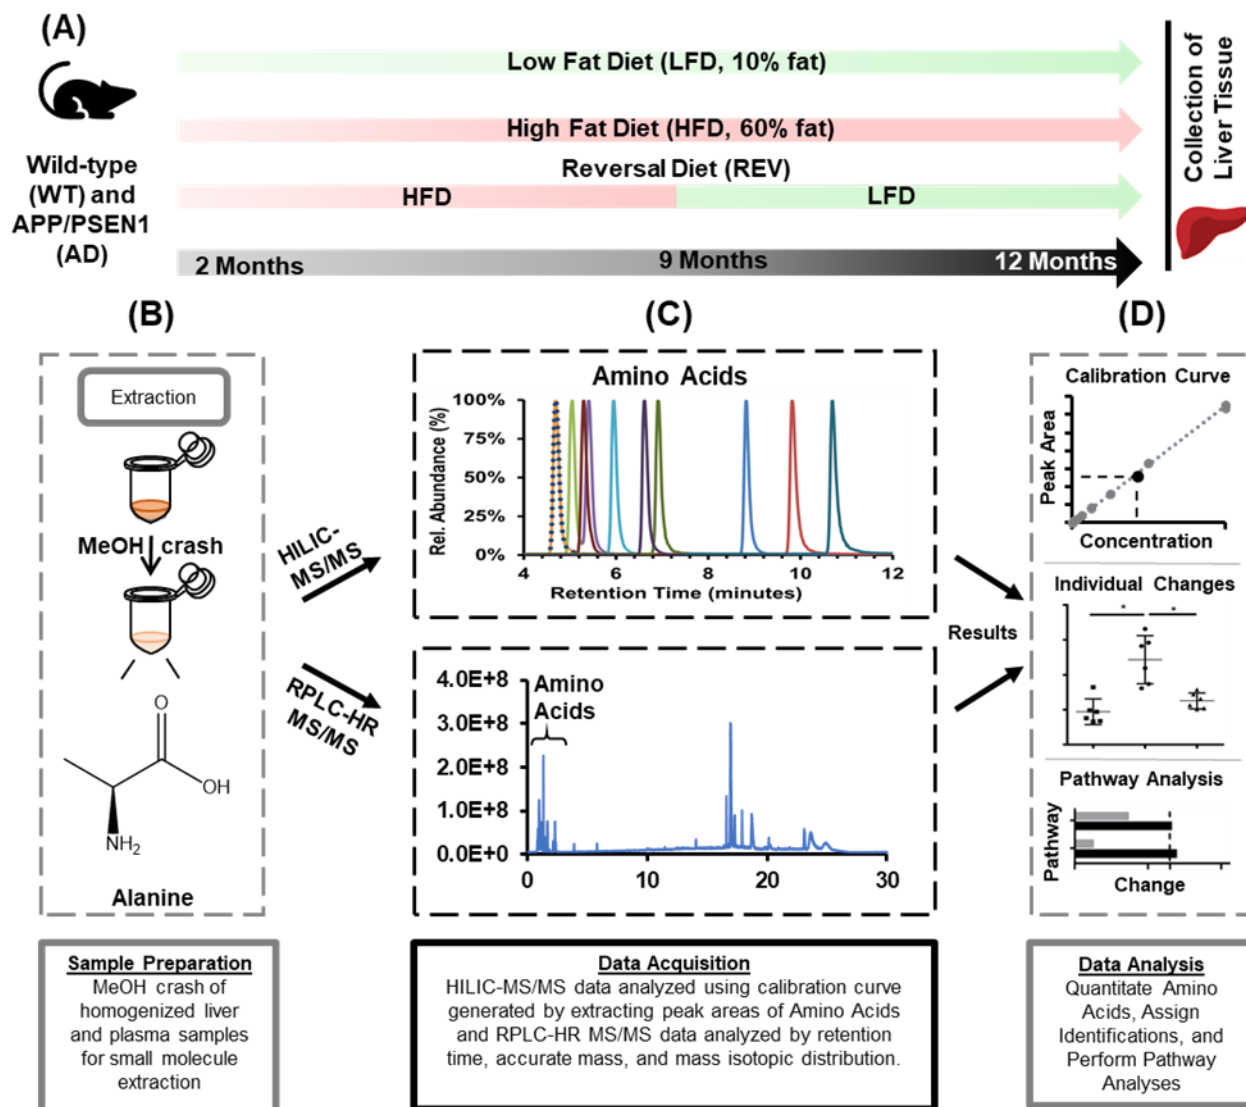 (A)
Wild-type
(WT) and
APP/PSEN1
(AD)
Low Fat Diet (LFD, 10% fat)
High Fat Diet (HFD, 60% fat)
Reversal Diet (REV)
HFD
LFD
2 Months
9 Months
12 Months
Collection of
Liver Tissue
(B)
Extraction
MeOH crash
O
OH
NH2
Alanine
HILIC-
MS/MS
RPLC-HR
MS/MS
(C)
Amino Acids
Rel. Abundance (%)
100%
75%
50%
25%
0%
4
6
8
10
12
Retention Time (minutes)
4.0E+8
3.0E+8
2.0E+8
1.0E+8
0.0E+0
Amino
Acids
0
10
20
30
Results
(D)
Calibration Curve
Peak Area
Concentration
Individual Changes
*
*
Pathway Analysis
Pathway
Change
Sample Preparation
MeOH crash of
homogenized liver
and plasma samples
for small molecule
extraction
Data Acquisition
HILIC-MS/MS data analyzed using calibration curve
generated by extracting peak areas of Amino Acids
and RPLC-HR MS/MS data analyzed by retention
time, accurate mass, and mass isotopic distribution.
Data Analysis
Quantitate Amino
Acids, Assign
Identifications, and
Perform Pathway
Analyses